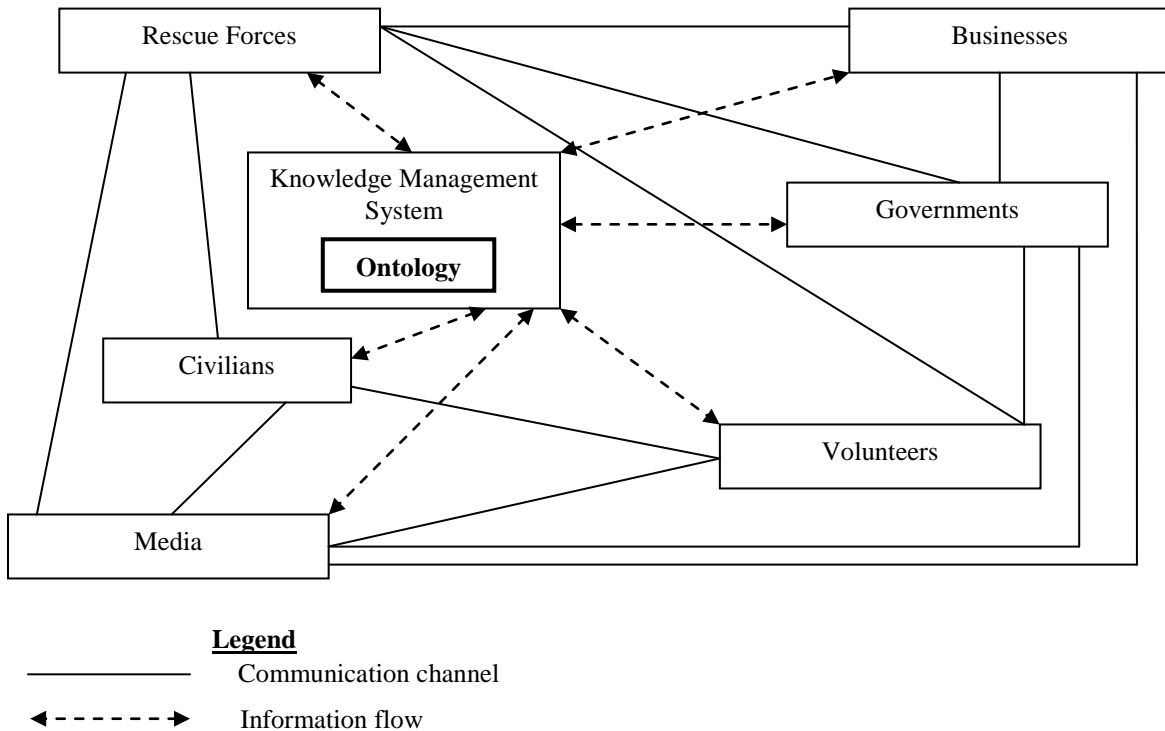 Rescue Forces
Businesses
Knowledge Management
System
Ontology
Governments
Civilians
Volunteers
Media
Legend
Communication channel
Information flow